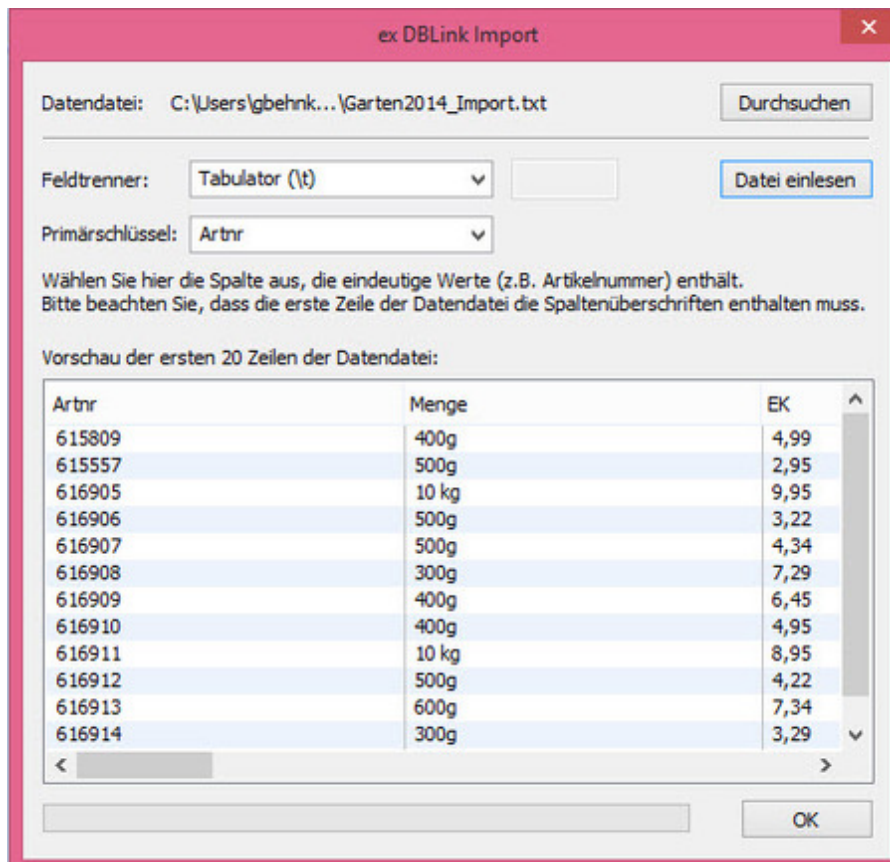 ex DBLink Import
Datendatei: C:\Users\gbehnk...\Garten2014_Import.txt Durchsuchen
Feldtrenner: Tabulator (\t) Datei einlesen
Primärschlüssel: Artnr
Wählen Sie hier die Spalte aus, die eindeutige Werte (z.B. Artikelnummer) enthält.
Bitte beachten Sie, dass die erste Zeile der Datendatei die Spaltenüberschriften enthalten muss.
Vorschau der ersten 20 Zeilen der Datendatei:
Artnr Menge EK
615809 400g 4,99
615557 500g 2,95
616905 10 kg 9,95
616906 500g 3,22
616907 500g 4,34
616908 300g 7,29
616909 400g 6,45
616910 400g 4,95
616911 10 kg 8,95
616912 500g 4,22
616913 600g 7,34
616914 300g 3,29
OK